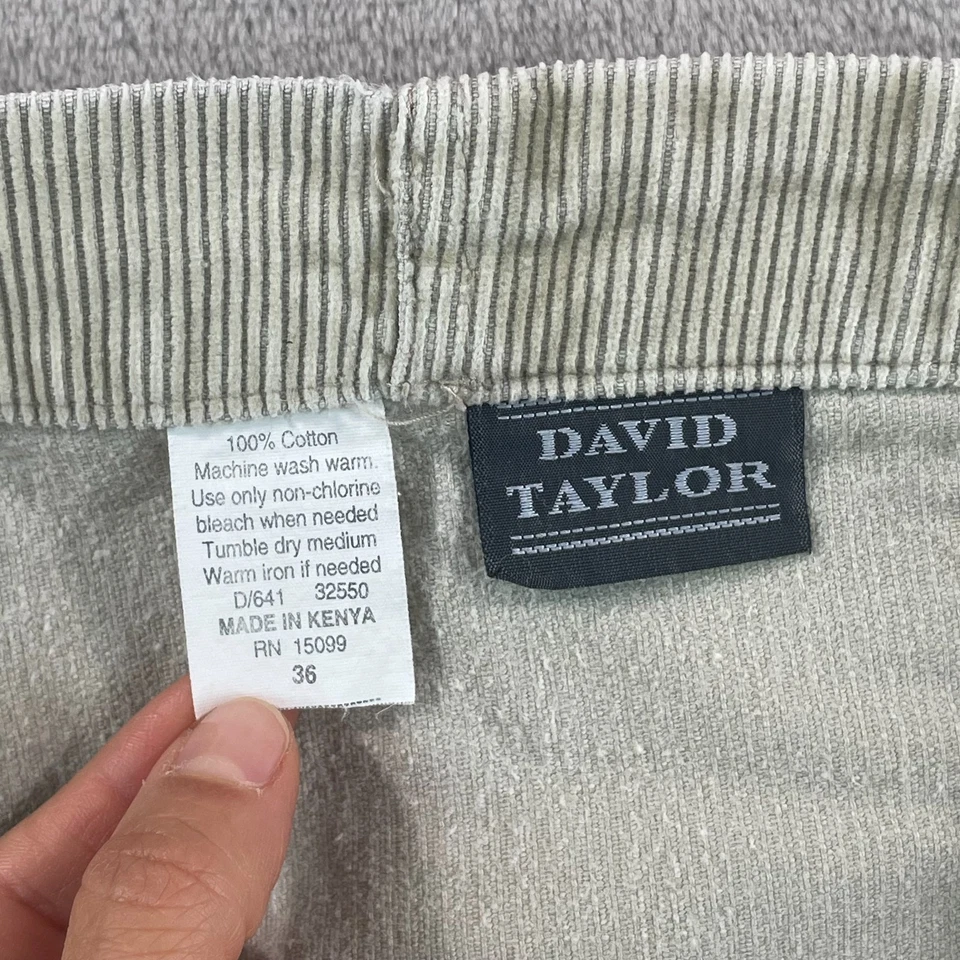 100% Cotton
Machine wash warm.
Use only non-chlorine
bleach when needed
Tumble dry medium
Warm iron if needed
D/641 32550
MADE IN KENYA
RN 15099
36
DAVID
TAYLOR